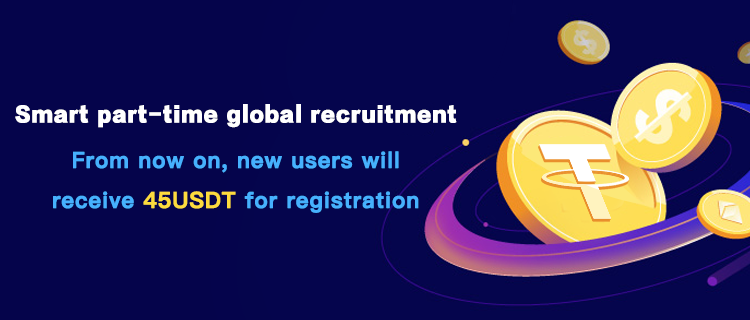 Smart part-time global recruitment
From now on, new users will
receive 45USDT for registration